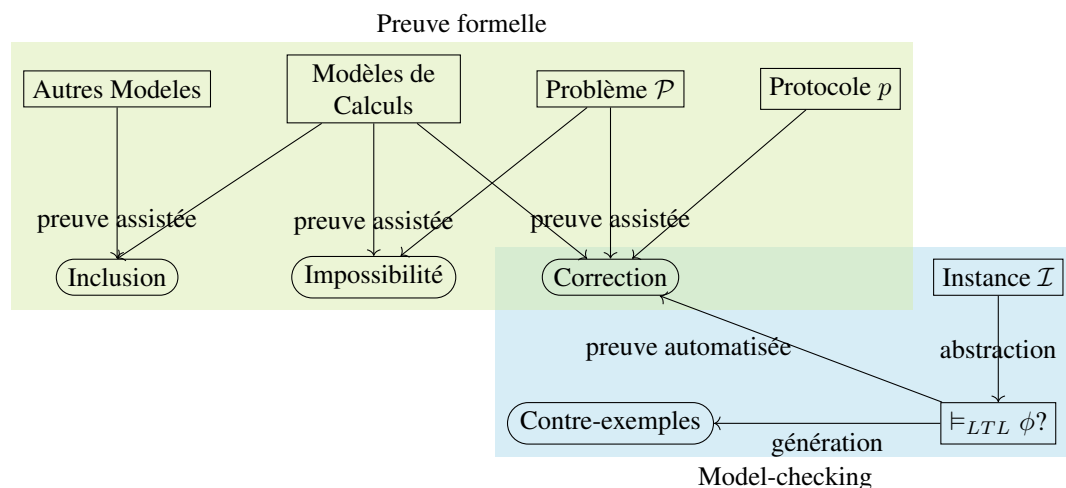 Preuve formelle
Autres Modeles
Modèles de
Calculs
Problème 𝒫
Protocole p
preuve assistée
preuve assistée
preuve assistée
Inclusion
Impossibilité
Correction
Instance ℐ
preuve automatisée
abstraction
Contre-exemples
génération
⊨LTL ϕ?
Model-checking